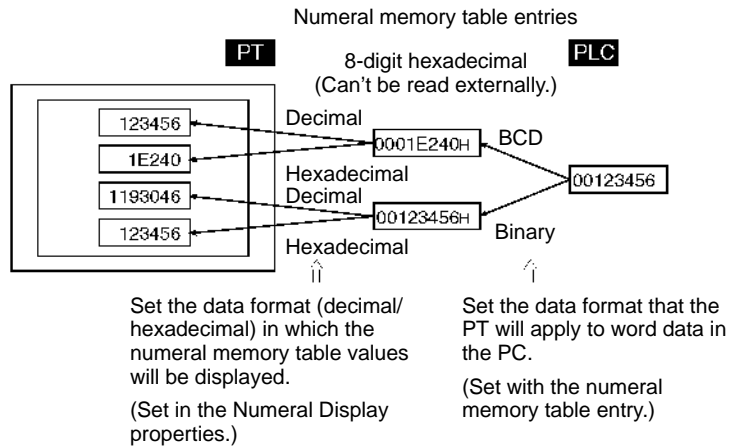 Numeral memory table entries
PT
8-digit hexadecimal
(Can't be read externally.)
PLC
123456
1E240
1193046
123456
Decimal
Hexadecimal
Decimal
Hexadecimal
0001E240H
00123456H
BCD
Binary
00123456
Set the data format (decimal/
hexadecimal) in which the
numeral memory table values
will be displayed.
(Set in the Numeral Display
properties.)
Set the data format that the
PT will apply to word data in
the PC.
(Set with the numeral
memory table entry.)